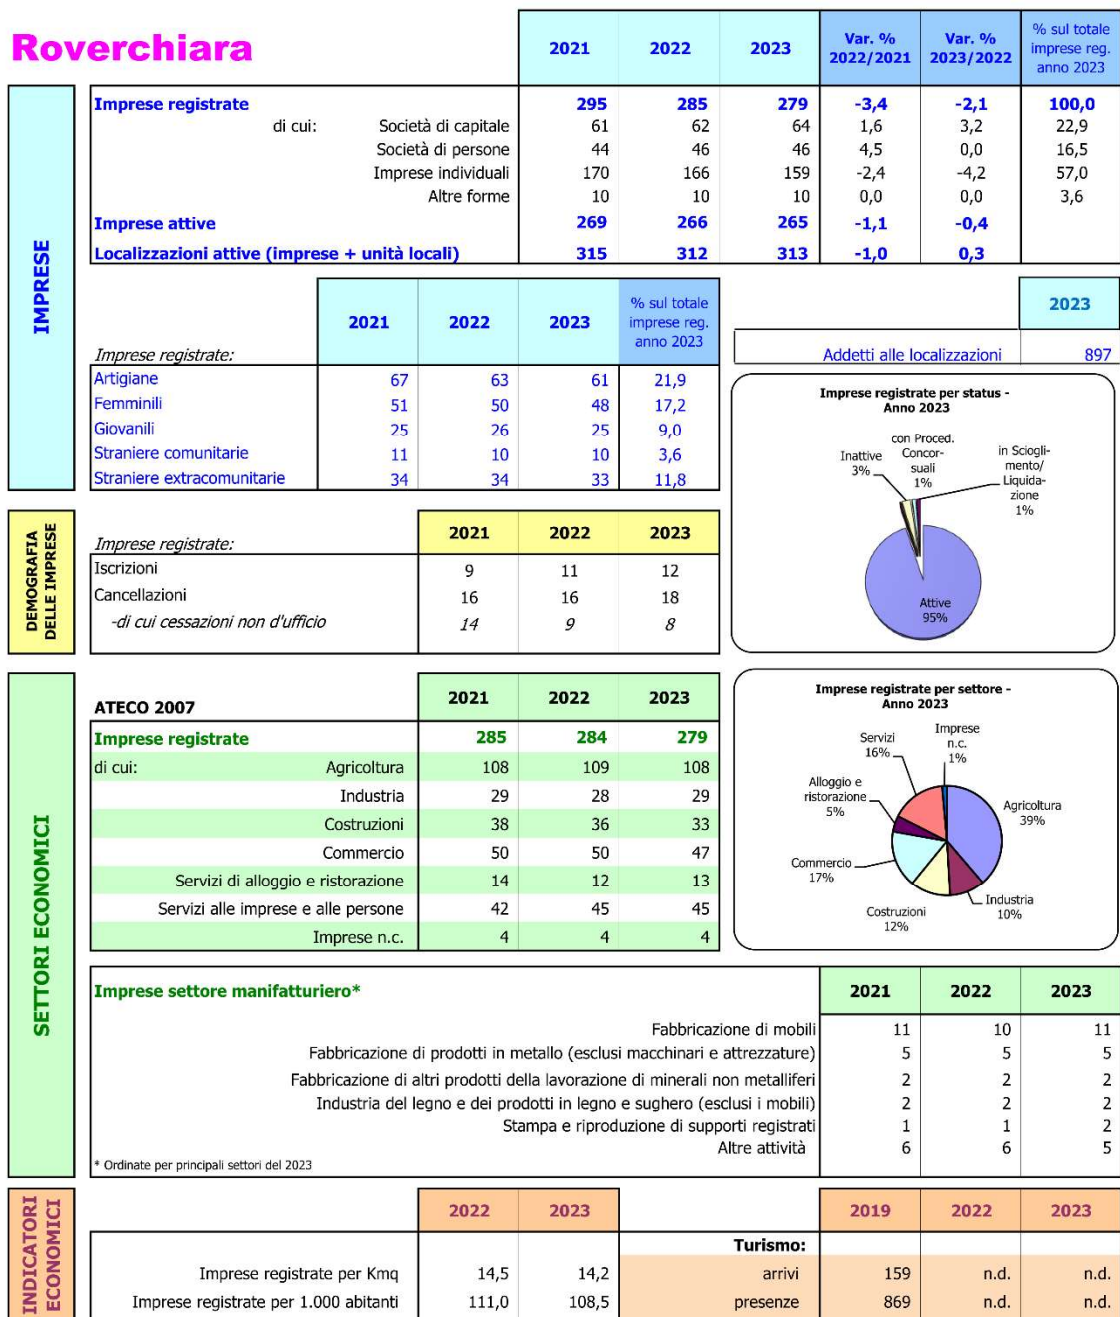 Roverchiara
2021 2022 2023 Var. % 2022/2021 Var. % 2023/2022 % sul totale imprese reg. anno 2023
IMPRESE
Imprese registrate 295 285 279 -3,4 -2,1 100,0
di cui: Società di capitale 61 62 64 1,6 3,2 22,9
Società di persone 44 46 46 4,5 0,0 16,5
Imprese individuali 170 166 159 -2,4 -4,2 57,0
Altre forme 10 10 10 0,0 0,0 3,6
Imprese attive 269 266 265 -1,1 -0,4
Localizzazioni attive (imprese + unità locali) 315 312 313 -1,0 0,3
Imprese registrate: 2021 2022 2023 % sul totale imprese reg. anno 2023
Artigiane 67 63 61 21,9
Femminili 51 50 48 17,2
Giovanili 25 26 25 9,0
Straniere comunitarie 11 10 10 3,6
Straniere extracomunitarie 34 34 33 11,8
2023
Addetti alle localizzazioni 897
Imprese registrate per status -
Anno 2023
Inattive
3%
con Proced.
Concor-
suali
1%
in Sciogli-
mento/
Liquida-
zione
1%
Attive
95%
DEMOGRAFIA
DELLE IMPRESE
Imprese registrate: 2021 2022 2023
Iscrizioni 9 11 12
Cancellazioni 16 16 18
-di cui cessazioni non d'ufficio 14 9 8
SETTORI ECONOMICI
ATECO 2007 2021 2022 2023
Imprese registrate 285 284 279
di cui: Agricoltura 108 109 108
Industria 29 28 29
Costruzioni 38 36 33
Commercio 50 50 47
Servizi di alloggio e ristorazione 14 12 13
Servizi alle imprese e alle persone 42 45 45
Imprese n.c. 4 4 4
Imprese registrate per settore -
Anno 2023
Servizi
16%
Imprese
n.c.
1%
Alloggio e
ristorazione
5%
Agricoltura
39%
Commercio
17%
Costruzioni
12%
Industria
10%
Imprese settore manifatturiero* 2021 2022 2023
Fabbricazione di mobili 11 10 11
Fabbricazione di prodotti in metallo (esclusi macchinari e attrezzature) 5 5 5
Fabbricazione di altri prodotti della lavorazione di minerali non metalliferi 2 2 2
Industria del legno e dei prodotti in legno e sughero (esclusi i mobili) 2 2 2
Stampa e riproduzione di supporti registrati 1 1 2
Altre attività 6 6 5
* Ordinate per principali settori del 2023
INDICATORI
ECONOMICI
2022 2023 2019 2022 2023
Turismo:
Imprese registrate per Kmq 14,5 14,2 arrivi 159 n.d. n.d.
Imprese registrate per 1.000 abitanti 111,0 108,5 presenze 869 n.d. n.d.